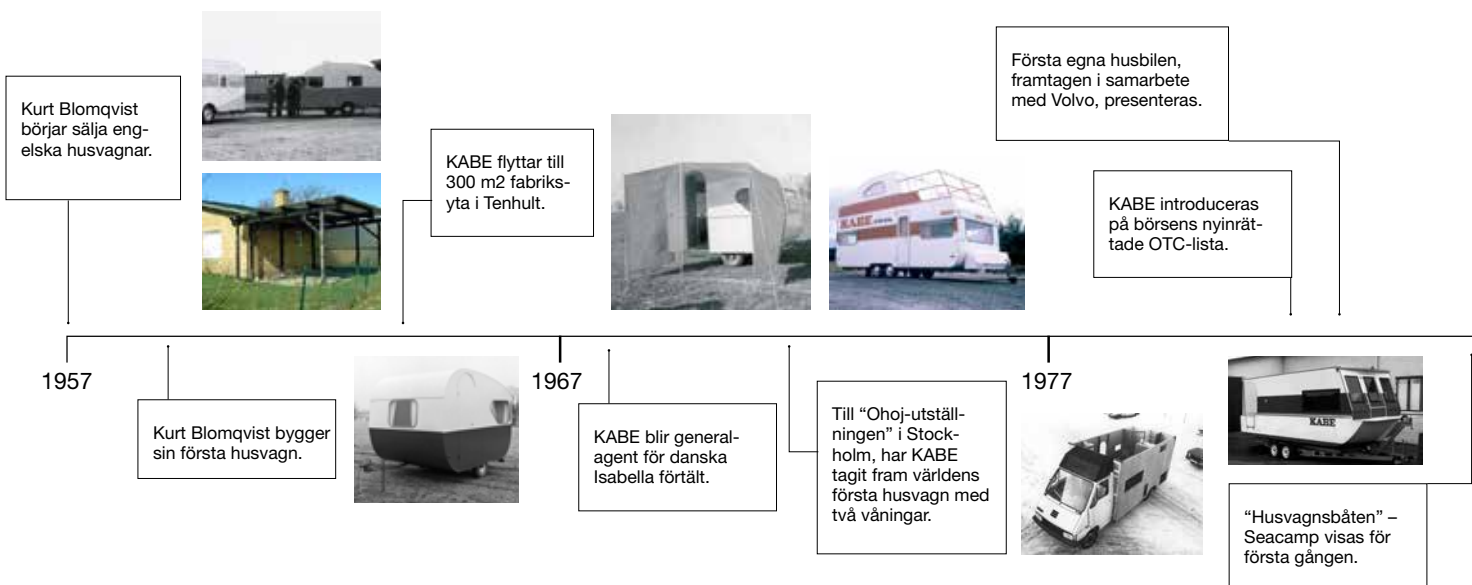 Kurt Blomqvist
börjar sälja eng-
elska husvagnar.
KABE flyttar till
300 m2 fabriks-
yta i Tenhult.
KABE
Första egna husbilen,
framtagen i samarbete
med Volvo, presenteras.
KABE introduceras
på börsens nyinrät-
tade OTC-lista.
1957
1967
1977
Kurt Blomqvist bygger
sin första husvagn.
KABE blir general-
agent för danska
Isabella förtält.
Till “Ohoj-utställ-
ningen” i Stock-
holm, har KABE
tagit fram världens
första husvagn med
två våningar.
KABE
“Husvagnsbåten” –
Seacamp visas för
första gången.